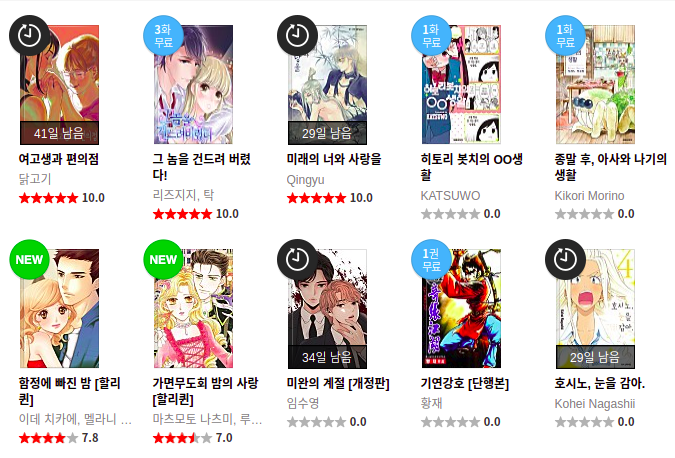 3화
무료
1화
무료
1화
무료
41일 남음
29일 남음
여고생과 편의점
닭고기
10.0
그 놈을 건드려 버렸
다!
리즈지지, 탁
10.0
미래의 너와 사랑을
Qingyu
10.0
히토리 봇치의 OO생
활
KATSUWO
0.0
종말 후, 아사와 나기의
생활
Kikori Morino
0.0
NEW
NEW
1권
무료
34일 남음
4
호시노,
눈을
감아.
29일 남음
함정에 빠진 밤 [할리
퀸]
이데 치카에, 멜라니 ...
7.8
가면무도회 밤의 사랑
[할리퀸]
마츠모토 나츠미, 루...
7.0
미완의 계절 [개정판]
임수영
0.0
기연강호 [단행본]
황재
0.0
호시노, 눈을 감아.
Kohei Nagashii
0.0